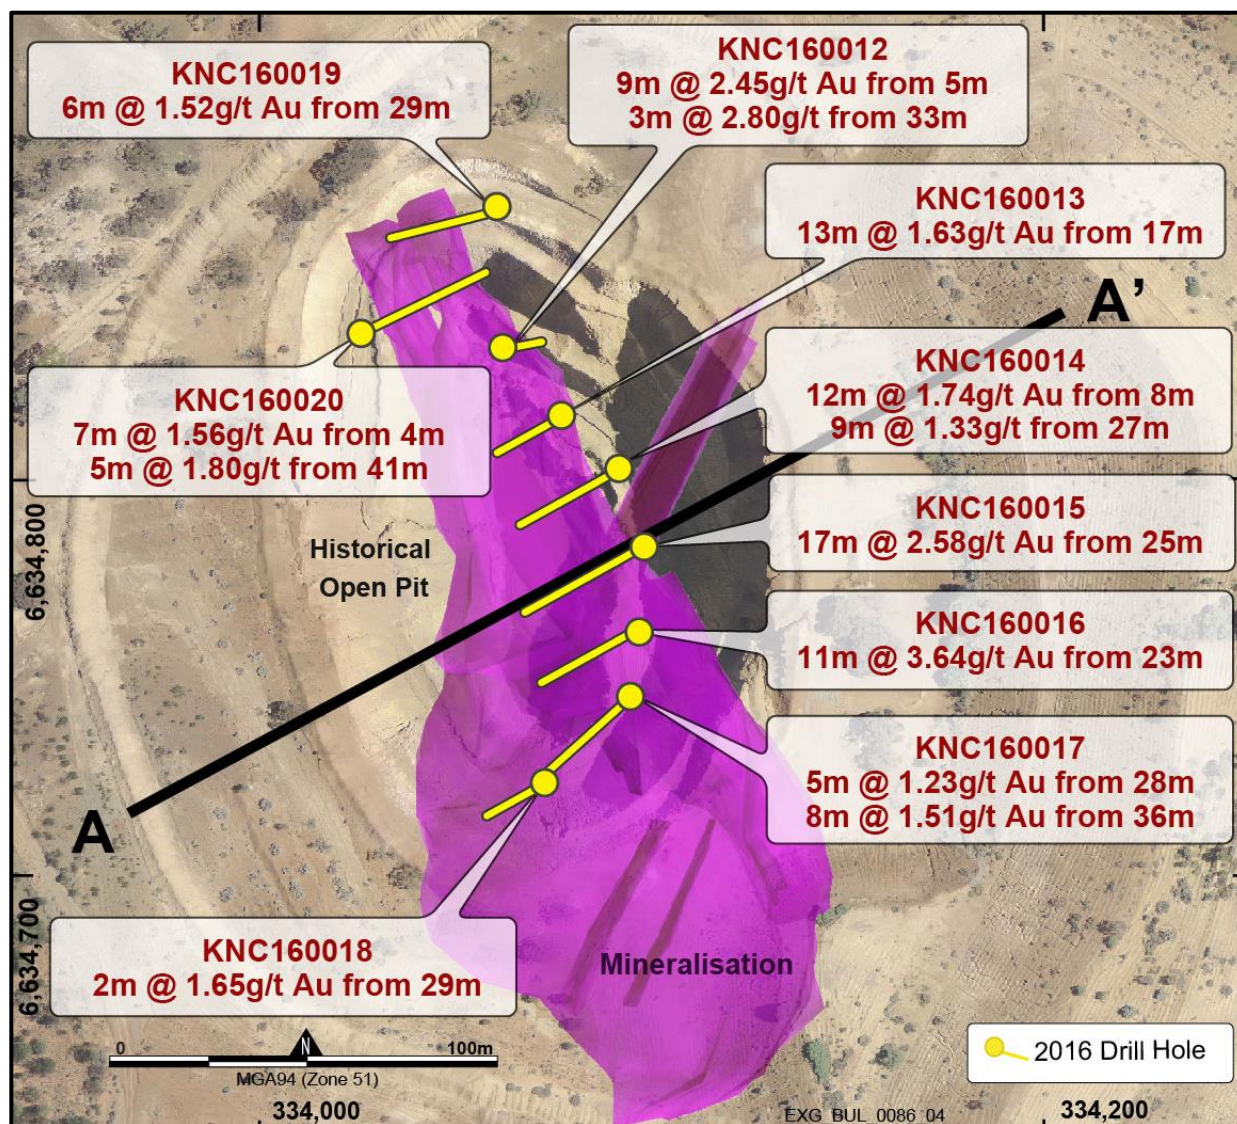 KNC160019
6m @ 1.52g/t Au from 29m
KNC160012
9m @ 2.45g/t Au from 5m
3m @ 2.80g/t from 33m
KNC160013
13m @ 1.63g/t Au from 17m
A'
KNC160014
12m @ 1.74g/t Au from 8m
9m @ 1.33g/t from 27m
KNC160020
7m @ 1.56g/t Au from 4m
5m @ 1.80g/t from 41m
KNC160015
17m @ 2.58g/t Au from 25m
Historical
Open Pit
6,634,800
KNC160016
11m @ 3.64g/t Au from 23m
KNC160017
5m @ 1.23g/t Au from 28m
8m @ 1.51g/t Au from 36m
A
KNC160018
2m @ 1.65g/t Au from 29m
Mineralisation
6,634,700
0
N
100m
MGA94 (Zone 51)
2016 Drill Hole
334,000
EXG_BUL_0086_04
334,200